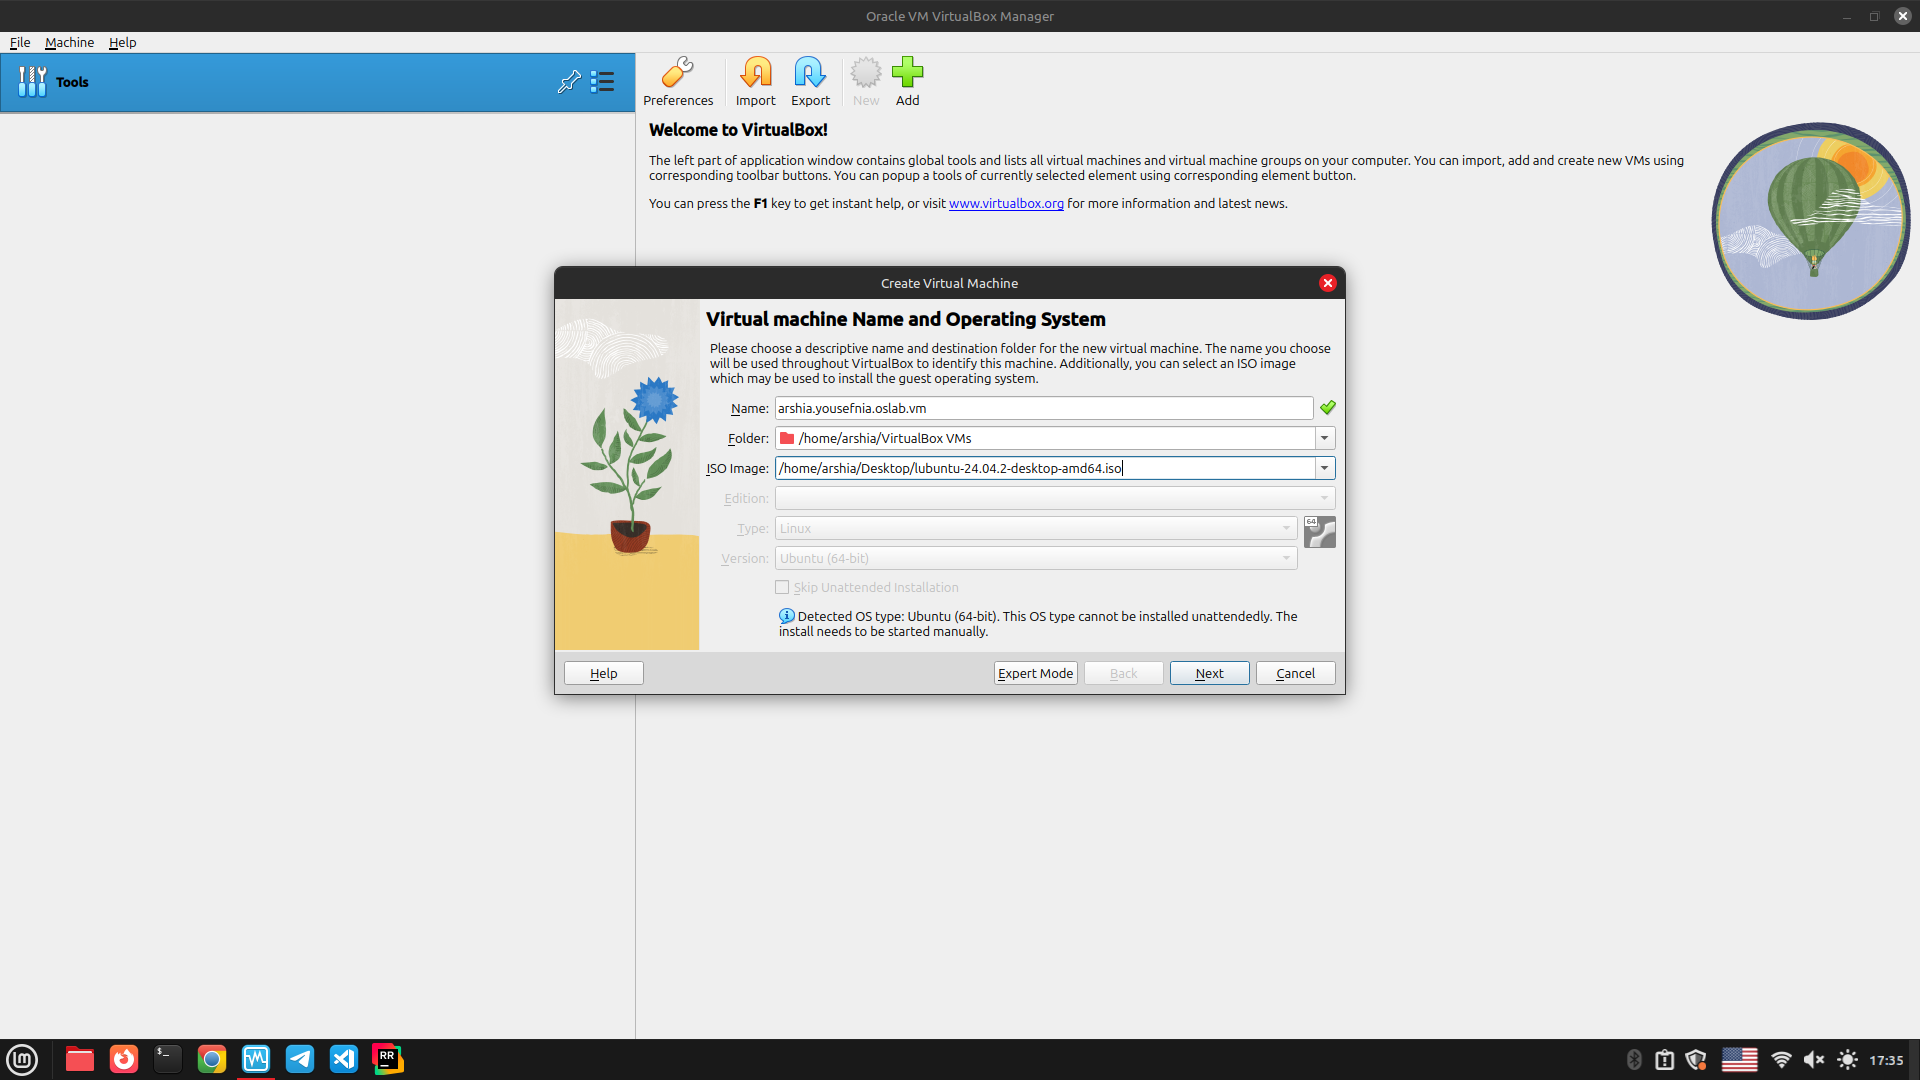 Oracle VM VirtualBox Manager
File Machine Help
Tools
Preferences Import Export New Add
Welcome to VirtualBox!
The left part of application window contains global tools and lists all virtual machines and virtual machine groups on your computer. You can import, add and create new VMs using
corresponding toolbar buttons. You can popup a tools of currently selected element using corresponding element button.
You can press the F1 key to get instant help, or visit www.virtualbox.org for more information and latest news.
Create Virtual Machine
Virtual machine Name and Operating System
Please choose a descriptive name and destination folder for the new virtual machine. The name you choose
will be used throughout VirtualBox to identify this machine. Additionally, you can select an ISO image
which may be used to install the guest operating system.
Name: arshia.yousefnia.oslab.vm
Folder: /home/arshia/VirtualBox VMs
ISO Image: /home/arshia/Desktop/lubuntu-24.04.2-desktop-amd64.iso
Edition:
Type: Linux
64
Version: Ubuntu (64-bit)
Skip Unattended Installation
Detected OS type: Ubuntu (64-bit). This OS type cannot be installed unattendedly. The
install needs to be started manually.
Help Expert Mode Back Next Cancel
RR
17:35